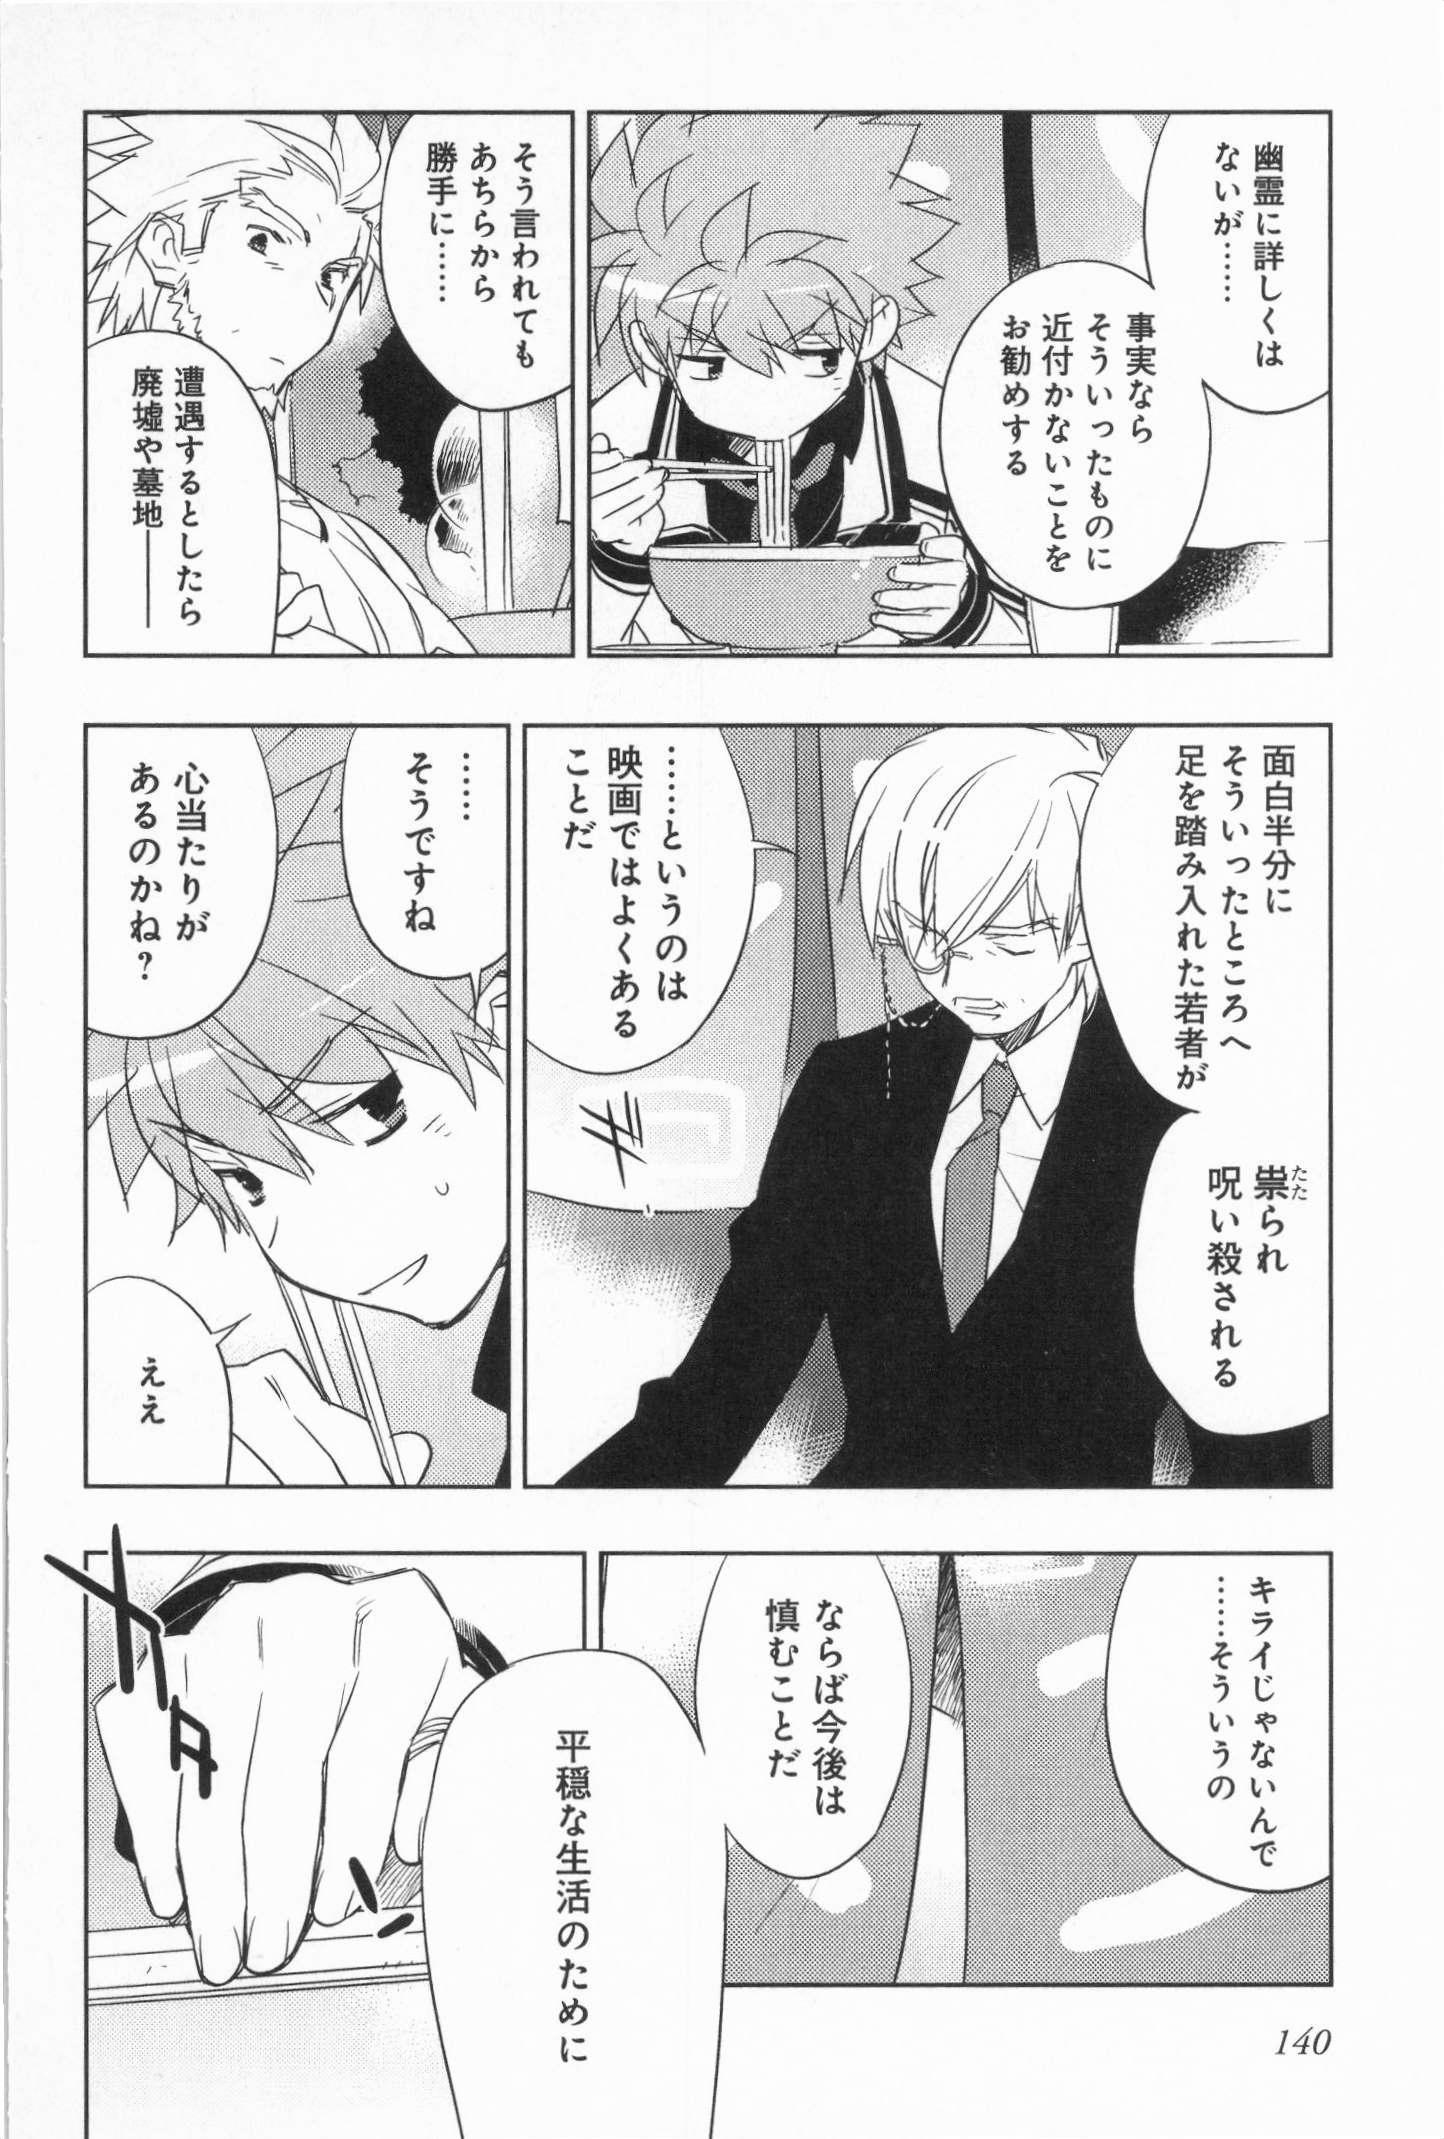 幽霊に詳しくは
ないが……
事実なら
そういったものに
近付かないことを
お勧めする
そう言われても
あちらから
勝手に……
遭遇するとしたら
廃墟や墓地――
面白半分に
そういったところへ
足を踏み入れた若者が
祟られ
たた
呪い殺される
……というのは
映画ではよくある
ことだ
ギ
……
そうですね
心当たりが
あるのかね?
ええ
キライじゃないんで
……そういうの
ならば今後は
慎むことだ
平穏な生活のために
ガタ
140